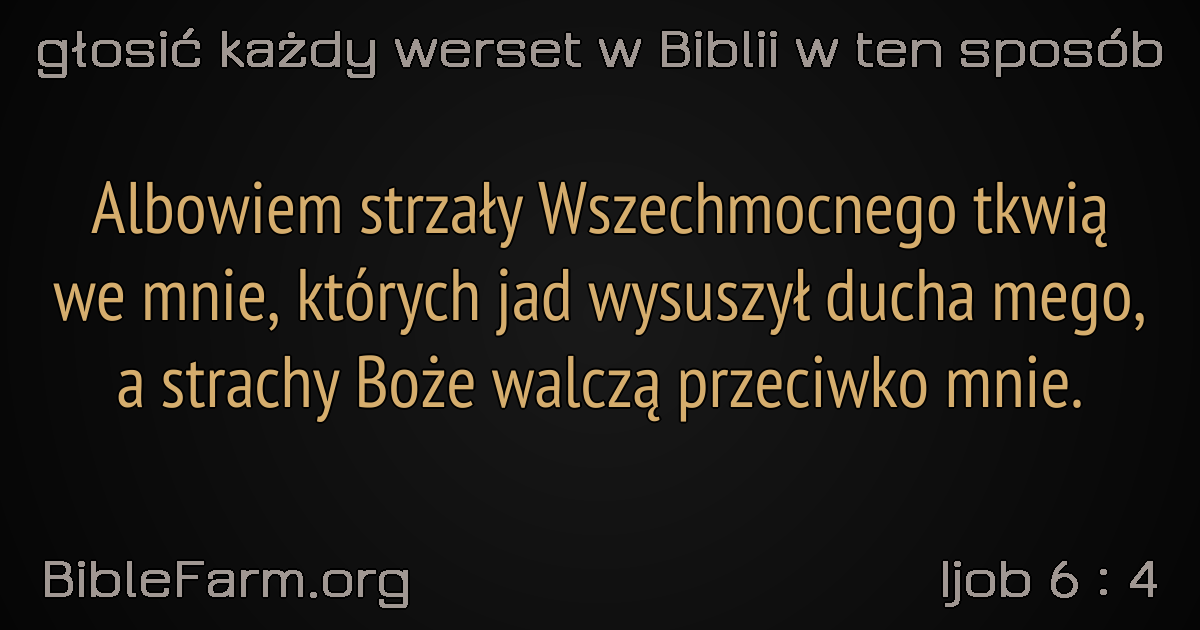 głosić każdy werset w Biblii w ten sposób
Albowiem strzały Wszechmocnego tkwią
we mnie, których jad wysuszył ducha mego,
a strachy Boże walczą przeciwko mnie.
BibleFarm.org
Ijob 6 : 4